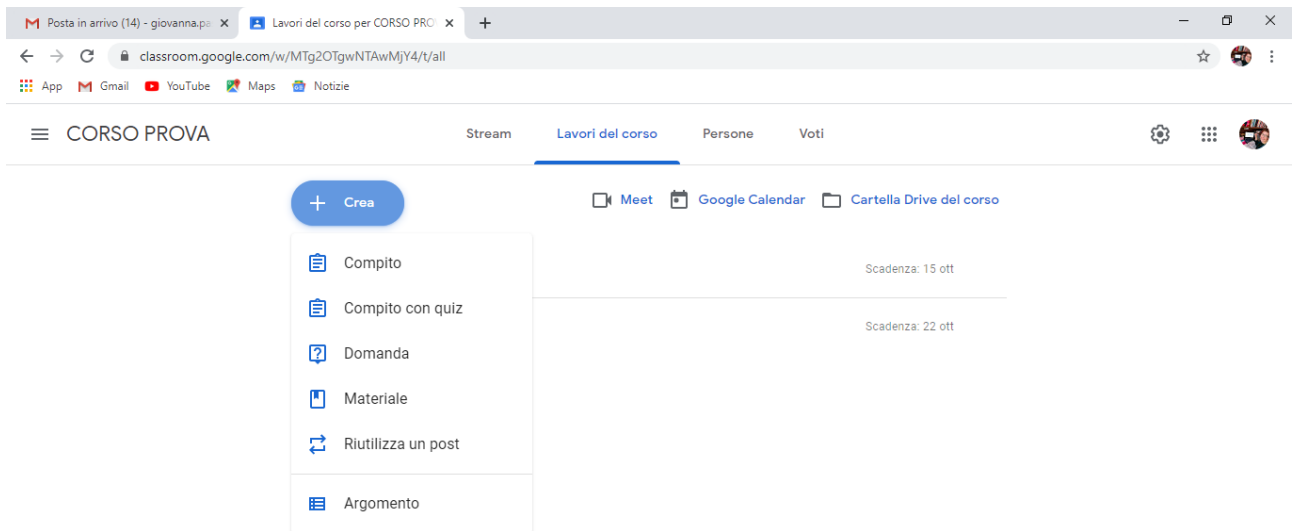 Posta in arrivo (14) - giovanna.pa
Lavori del corso per CORSO PRO
classroom.google.com/w/MTg2OTgwNTAwMjY4/t/all
App Gmail YouTube Maps Notizie
CORSO PROVA Stream Lavori del corso Persone Voti
Crea Meet Google Calendar Cartella Drive del corso
Compito Scadenza: 15 ott
Compito con quiz Scadenza: 22 ott
Domanda
Materiale
Riutilizza un post
Argomento